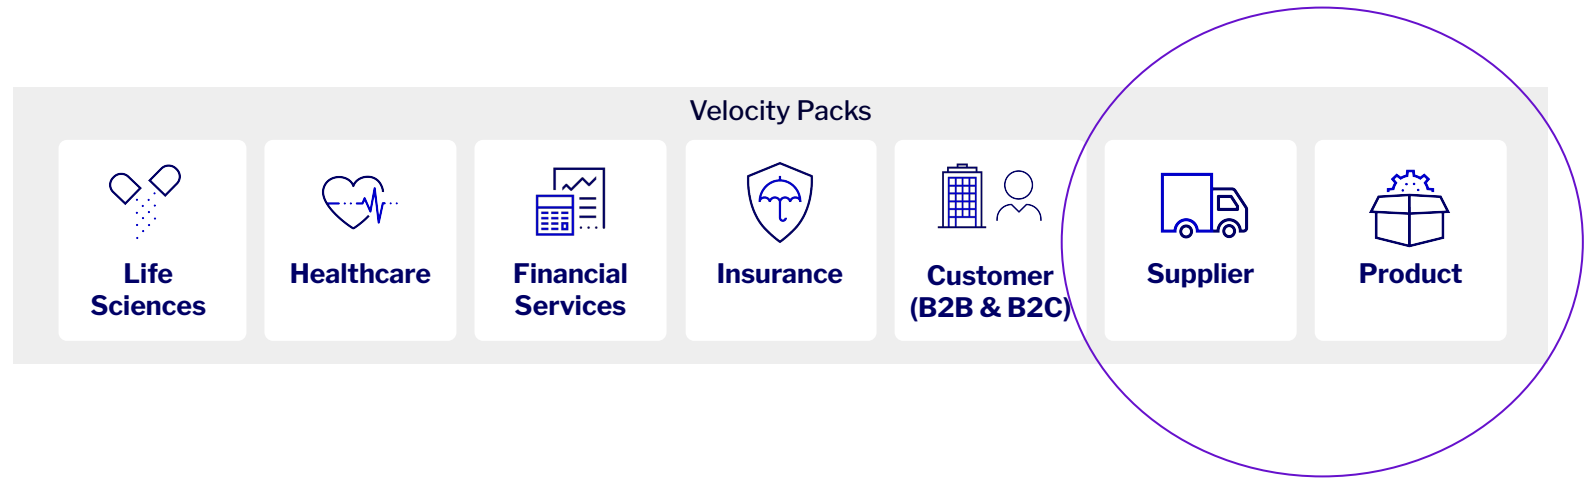 Velocity Packs
Life
Sciences
Healthcare
Financial
Services
Insurance
Customer
(B2B & B2C)
Supplier
Product